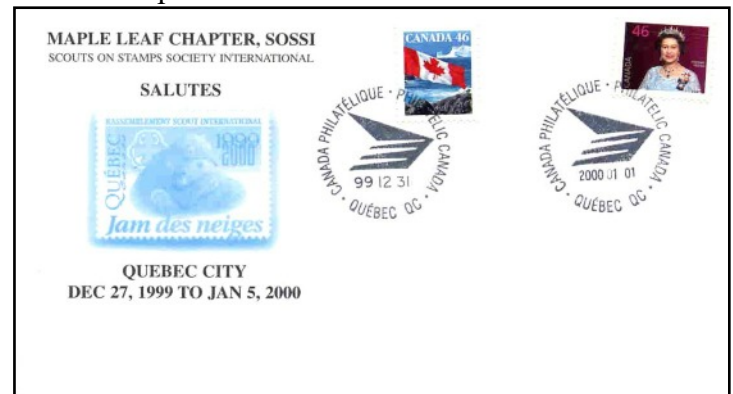 MAPLE LEAF CHAPTER, SOSSI
SCOUTS ON STAMPS SOCIETY INTERNATIONAL
SALUTES
RASSEMBLEMENT SCOUT INTERNATIONAL
QUÉBEC
1999
2000
Jam des neiges
QUEBEC CITY
DEC 27, 1999 TO JAN 5, 2000
CANADA 46
CANADA PHILATÉLIQUE · PHILATELIC CANADA ·
99 12 31
QUÉBEC QC ·
46
CANADA
CANADA PHILATÉLIQUE · PHILATELIC CANADA ·
2000 01 01
QUÉBEC QC ·